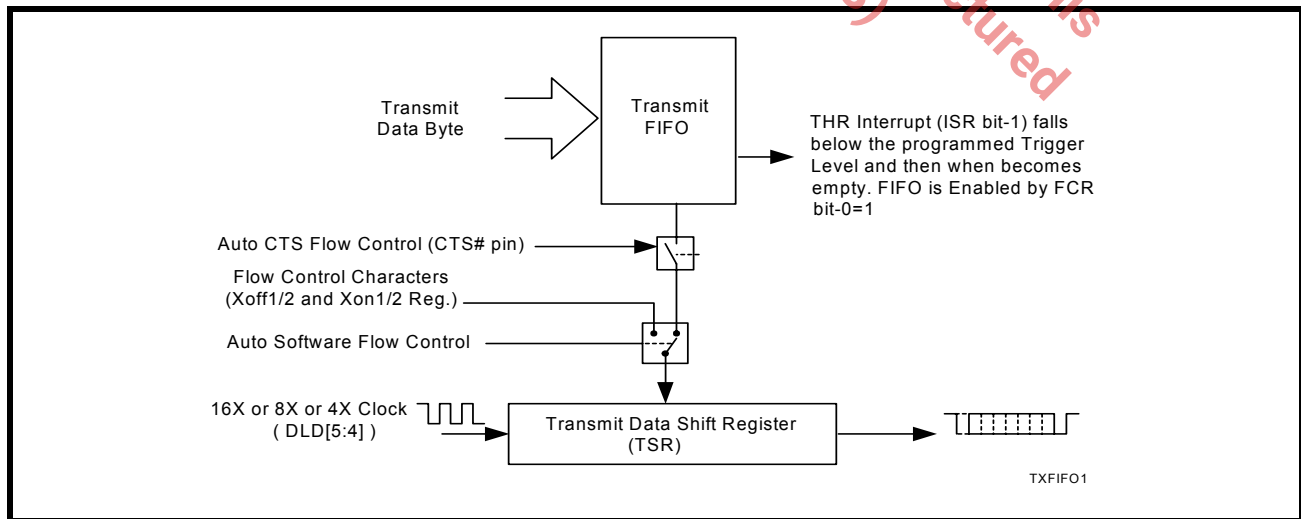 Transmit
Data Byte
Transmit
FIFO
THR Interrupt (ISR bit-1) falls
below the programmed Trigger
Level and then when becomes
empty. FIFO is Enabled by FCR
bit-0=1
Auto CTS Flow Control (CTS# pin)
Flow Control Characters
(Xoff1/2 and Xon1/2 Reg.)
Auto Software Flow Control
16X or 8X or 4X Clock
( DLD[5:4] )
Transmit Data Shift Register
(TSR)
TXFIFO1